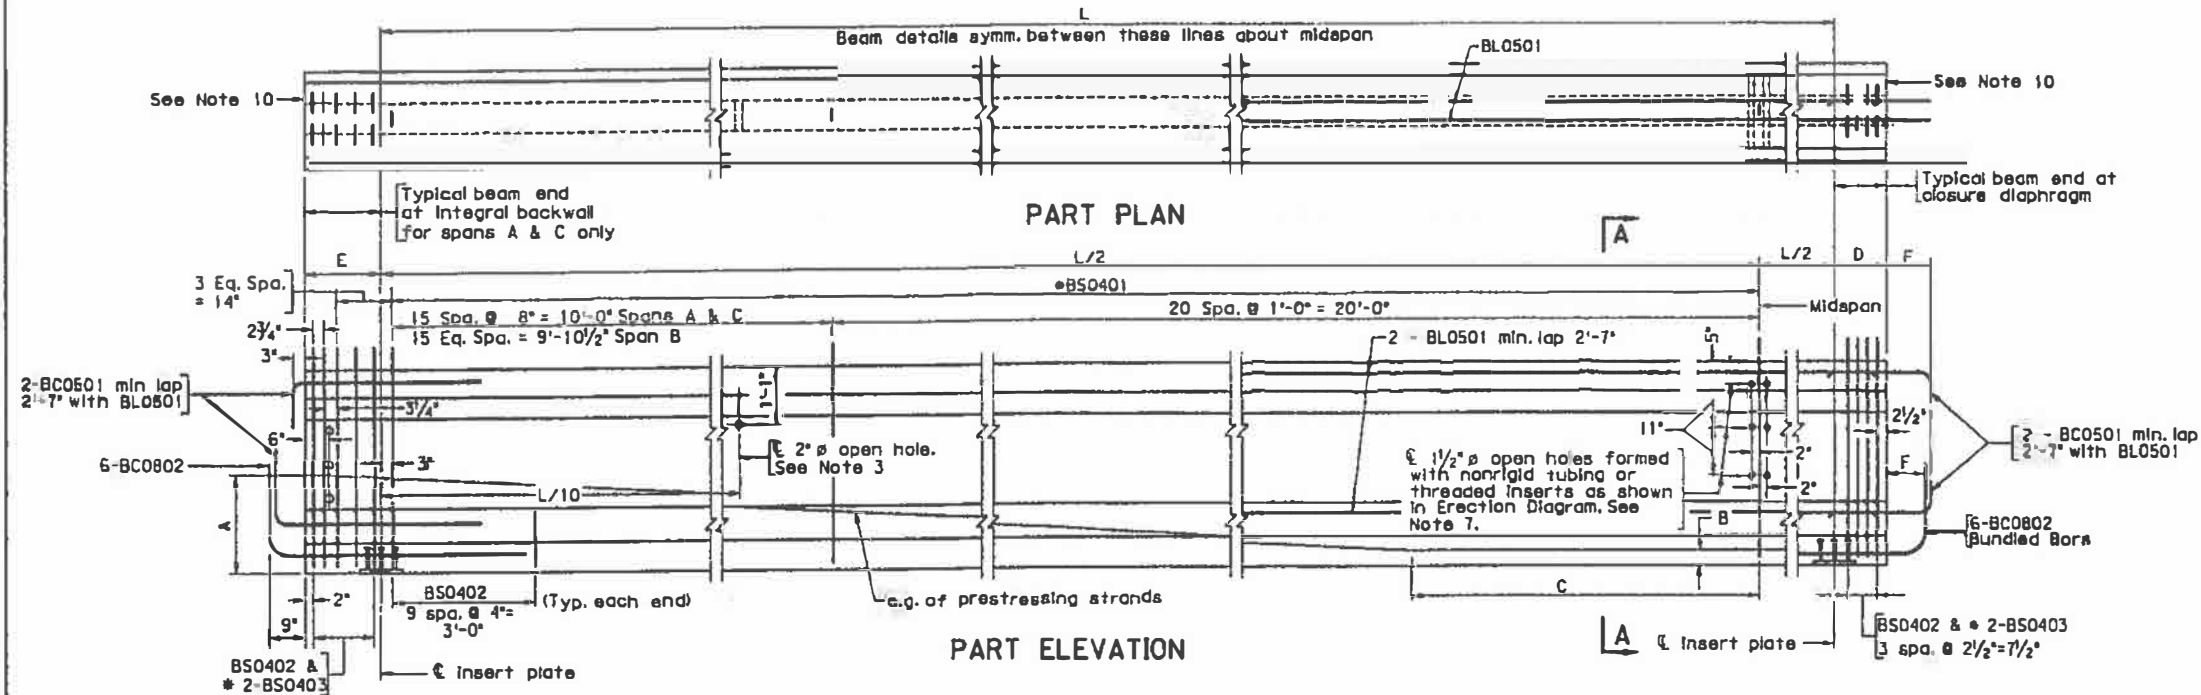 L
Beam details symm. between these lines about midspan
BL0501
See Note 10
See Note 10
Typical beam end
at Integral backwall
for spans A & C only
PART PLAN
A
Typical beam end at
closure diaphragm
E
L/2
L/2
D
F
3 Eq. Spa.
= 14"
*BS0401
15 Spa. @ 8" = 10'-0" Spans A & C
15 Eq. Spa. = 9'-10½" Span B
20 Spa. @ 1'-0" = 20'-0"
Midspan
2¾"
3"
2 - BL0501 min. lap 2'-7"
5"
2-BC0501 min lap
2'-7" with BL0501
3¼"
1'-1"
11"
2½"
2 - BC0501 min. lap
2'-7" with BL0501
6"
6-BC0802
3"
℄ 2" ø open hole.
See Note 3
L/10
℄ 1½" ø open holes formed
with nonrigid tubing or
threaded inserts as shown
in Erection Diagram. See
Note 7.
2"
2"
F
A
B
6-BC0802
Bundled Bars
2"
9"
BS0402
9 spa. @ 4"=
3'-0"
(Typ. each end)
c.g. of prestressing strands
C
BS0402 &
* 2-BS0403
℄ insert plate
PART ELEVATION
A
℄ insert plate
BS0402 & * 2-BS0403
3 spa. @ 2½"=7½"